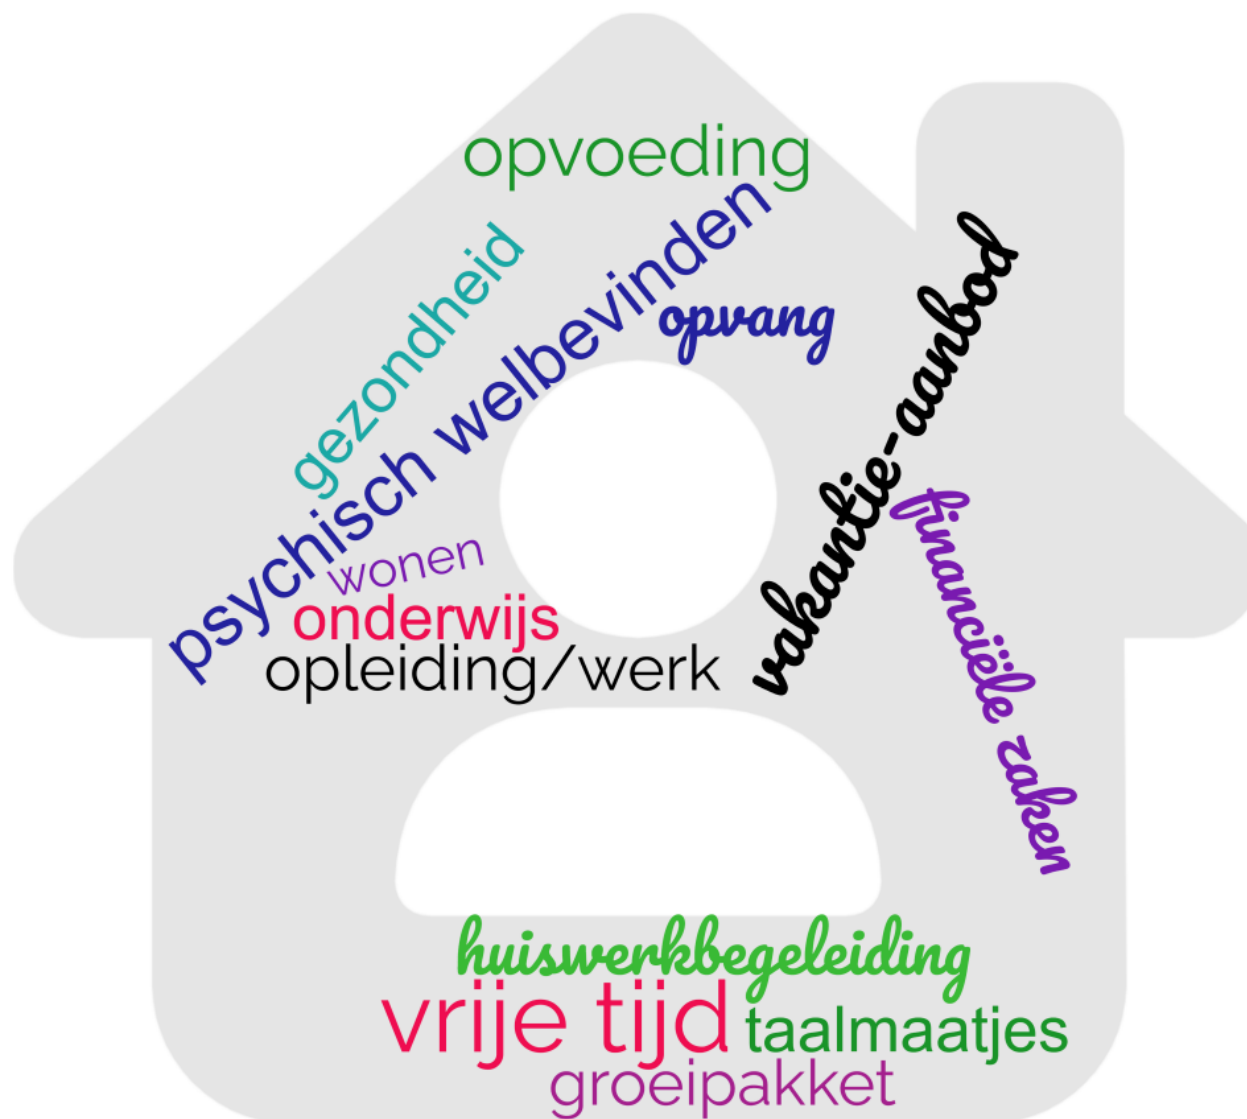 opvoeding
gezondheid
psychisch welbevinden
opvang
vakantie-aanbod
financiële zaken
wonen
onderwijs
opleiding/werk
huiswerkbegeleiding
vrije tijd
taalmaatjes
groeipakket